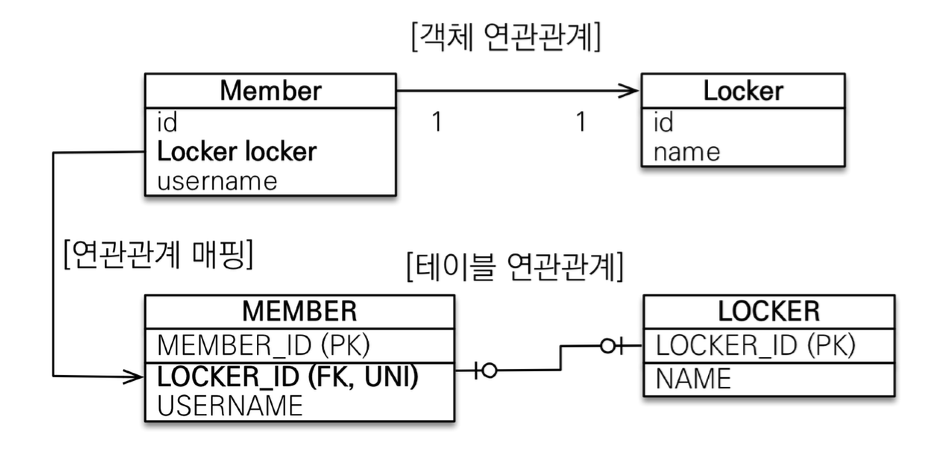 [객체 연관관계]
Member
id
Locker locker
username
1
1
Locker
id
name
[연관관계 매핑]
[테이블 연관관계]
MEMBER
MEMBER_ID (PK)
LOCKER_ID (FK, UNI)
USERNAME
LOCKER
LOCKER_ID (PK)
NAME